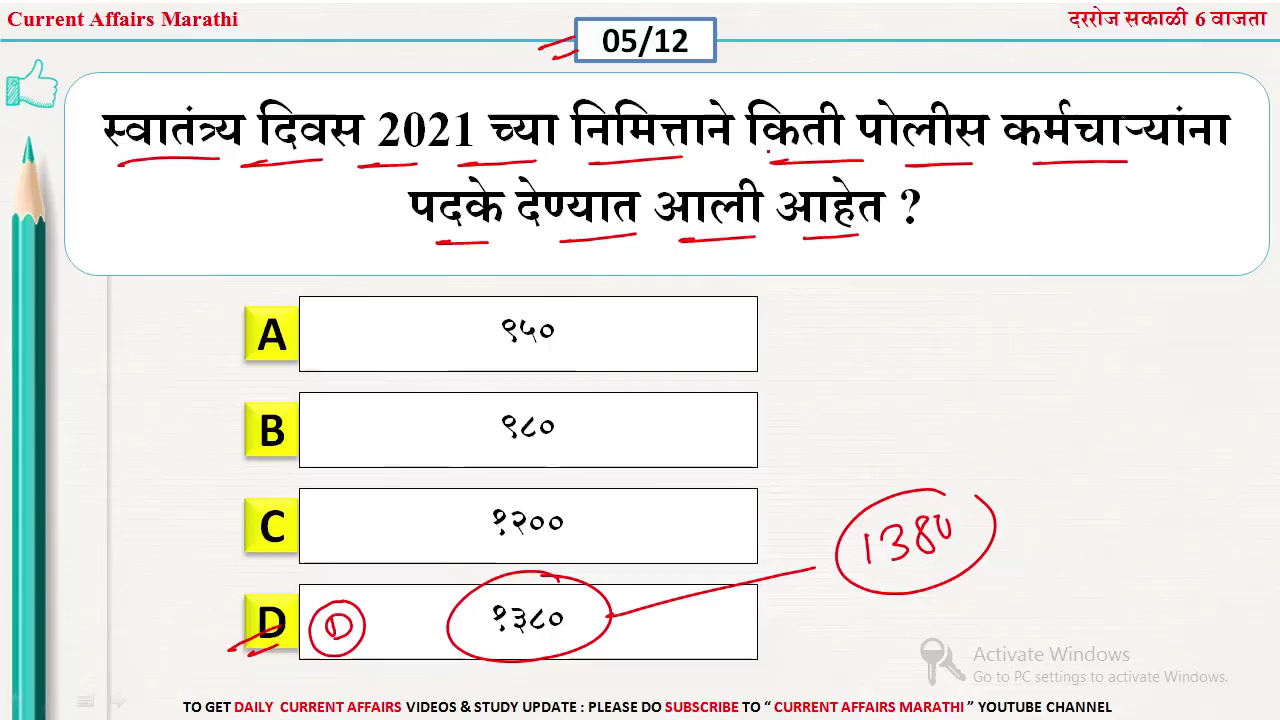 Current Affairs Marathi
दररोज सकाळी 6 वाजता
05/12
स्वातंत्र्य दिवस 2021 च्या निमित्ताने किती पोलीस कर्मचाऱ्यांना
पदके देण्यात आली आहेत ?
A ९५०
B ९८०
C १२००
1380
D D १३८०
Activate Windows
Go to PC settings to activate Windows.
TO GET DAILY CURRENT AFFAIRS VIDEOS & STUDY UPDATE : PLEASE DO SUBSCRIBE TO “ CURRENT AFFAIRS MARATHI ” YOUTUBE CHANNEL